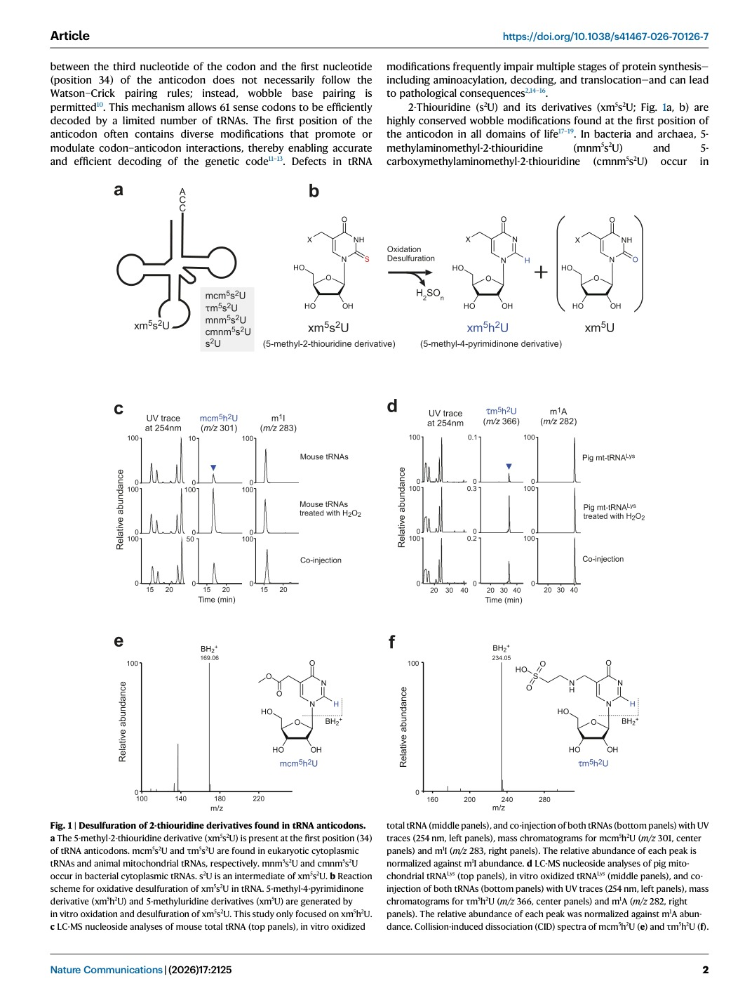 Article
https://doi.org/10.1038/s41467-026-70126-7
between the third nucleotide of the codon and the first nucleotide
(position 34) of the anticodon does not necessarily follow the
Watson–Crick pairing rules; instead, wobble base pairing is
permitted¹⁰. This mechanism allows 61 sense codons to be efficiently
decoded by a limited number of tRNAs. The first position of the
anticodon often contains diverse modifications that promote or
modulate codon–anticodon interactions, thereby enabling accurate
and efficient decoding of the genetic code¹¹⁻¹³. Defects in tRNA
modifications frequently impair multiple stages of protein synthesis—
including aminoacylation, decoding, and translocation—and can lead
to pathological consequences²,¹⁴⁻¹⁶.
2-Thiouridine (s²U) and its derivatives (xm⁵s²U; Fig. 1a, b) are
highly conserved wobble modifications found at the first position of
the anticodon in all domains of life¹⁷⁻¹⁹. In bacteria and archaea, 5-
methylaminomethyl-2-thiouridine (mnm⁵s²U) and 5-
carboxymethylaminomethyl-2-thiouridine (cmnm⁵s²U) occur in
a
A
C
C
xm⁵s²U
mcm⁵s²U
τm⁵s²U
mnm⁵s²U
cmnm⁵s²U
s²U
b
O
X
NH
N
S
HO
O
HO
OH
xm⁵s²U
(5-methyl-2-thiouridine derivative)
Oxidation
Desulfuration
H₂SOₙ
O
X
N
N
H
HO
O
HO
OH
xm⁵h²U
(5-methyl-4-pyrimidinone derivative)
+
O
X
NH
N
O
HO
O
HO
OH
xm⁵U
c
UV trace
at 254nm
mcm⁵h²U
(m/z 301)
m¹I
(m/z 283)
Relative abundance
100
0
10
0
100
0
Mouse tRNAs
100
0
100
0
100
0
Mouse tRNAs
treated with H₂O₂
100
0
50
0
100
0
Co-injection
15 20
15 20
15 20
Time (min)
d
UV trace
at 254nm
τm⁵h²U
(m/z 366)
m¹A
(m/z 282)
Relative abundance
100
0
0.1
0
100
0
Pig mt-tRNAᴸʸˢ
100
0
0.3
0
100
0
Pig mt-tRNAᴸʸˢ
treated with H₂O₂
100
0
0.2
0
100
0
Co-injection
20 30 40
20 30 40
20 30 40
Time (min)
e
BH₂⁺
169.06
100
0
Relative abundance
100 140 180 220
m/z
O
O
O
N
N
H
BH₂⁺
HO
O
HO
OH
mcm⁵h²U
f
BH₂⁺
234.05
100
0
Relative abundance
160 200 240 280
m/z
HO
O
S
O
N
H
O
N
N
H
BH₂⁺
HO
O
HO
OH
τm⁵h²U
Fig. 1 | Desulfuration of 2-thiouridine derivatives found in tRNA anticodons.
a The 5-methyl-2-thiouridine derivative (xm⁵s²U) is present at the first position (34)
of tRNA anticodons. mcm⁵s²U and τm⁵s²U are found in eukaryotic cytoplasmic
tRNAs and animal mitochondrial tRNAs, respectively. mnm⁵s²U and cmnm⁵s²U
occur in bacterial cytoplasmic tRNAs. s²U is an intermediate of xm⁵s²U. b Reaction
scheme for oxidative desulfuration of xm⁵s²U in tRNA. 5-methyl-4-pyrimidinone
derivative (xm⁵h²U) and 5-methyluridine derivatives (xm⁵U) are generated by
in vitro oxidation and desulfuration of xm⁵s²U. This study only focused on xm⁵h²U.
c LC-MS nucleoside analyses of mouse total tRNA (top panels), in vitro oxidized
total tRNA (middle panels), and co-injection of both tRNAs (bottom panels) with UV
traces (254 nm, left panels), mass chromatograms for mcm⁵h²U (m/z 301, center
panels) and m¹I (m/z 283, right panels). The relative abundance of each peak is
normalized against m¹I abundance. d LC-MS nucleoside analyses of pig mito-
chondrial tRNAᴸʸˢ (top panels), in vitro oxidized tRNAᴸʸˢ (middle panels), and co-
injection of both tRNAs (bottom panels) with UV traces (254 nm, left panels), mass
chromatograms for τm⁵h²U (m/z 366, center panels) and m¹A (m/z 282, right
panels). The relative abundance of each peak was normalized against m¹A abun-
dance. Collision-induced dissociation (CID) spectra of mcm⁵h²U (e) and τm⁵h²U (f).
Nature Communications | (2026)17:2125
2